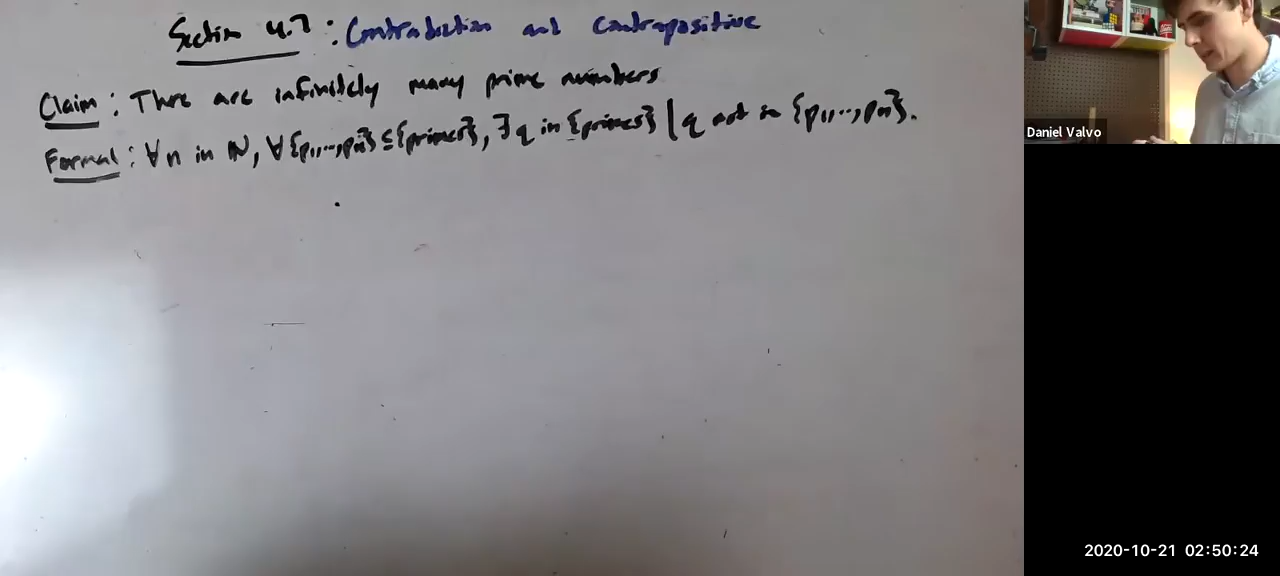 Section 4.7: Contradiction and contrapositive
Claim: There are infinitely many prime numbers
Formal: ∀ n in ℕ, ∀ {p₁,...,pₙ} ⊆ {primes}, ∃ q in {primes} | q not in {p₁,...,pₙ}.
Daniel Valvo
2020-10-21 02:50:24